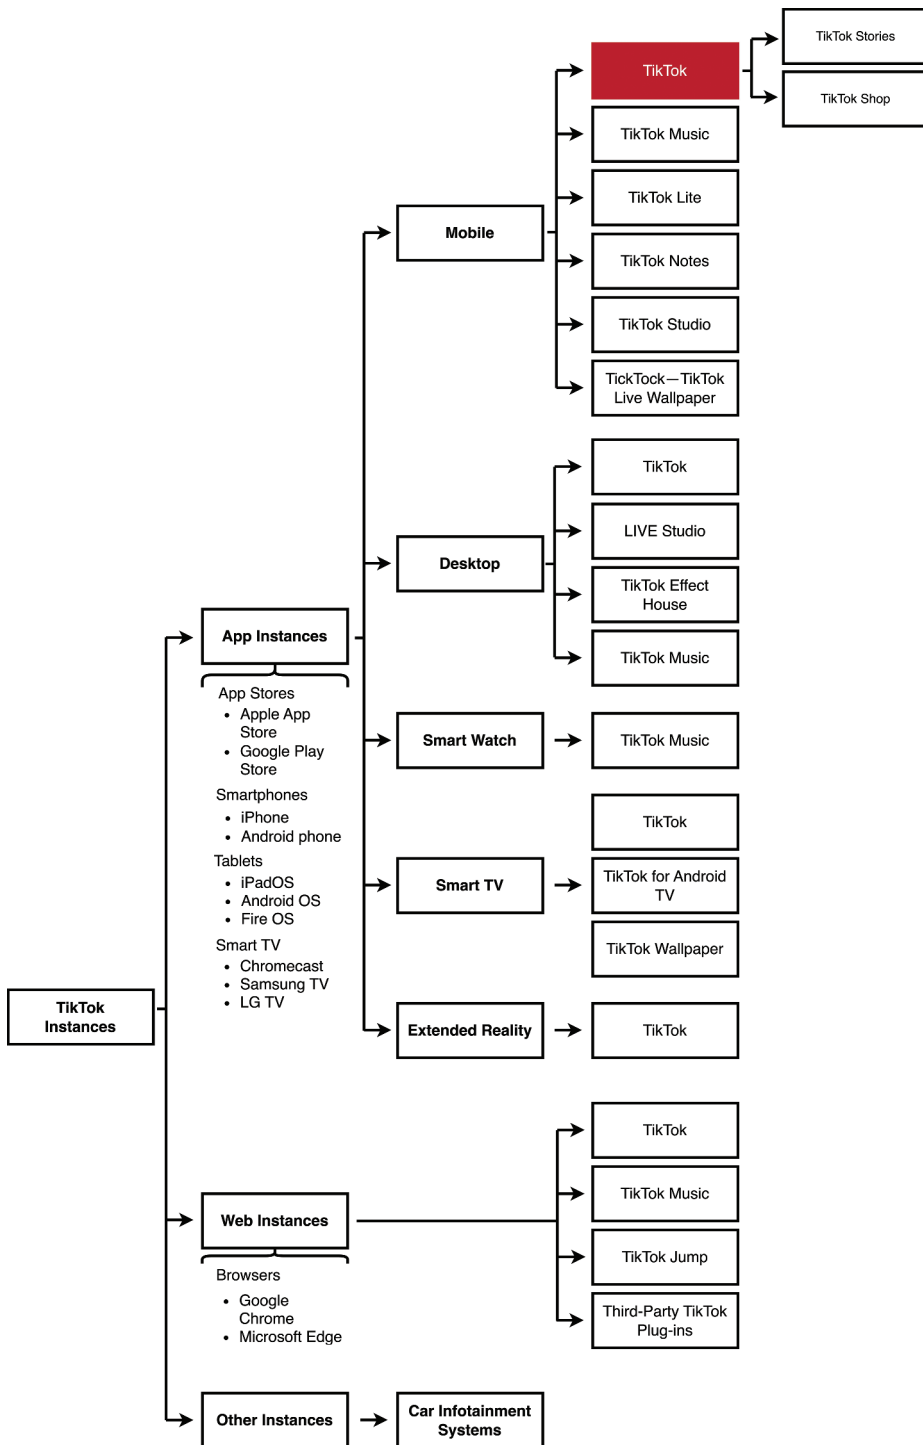 TikTok Stories
TikTok
TikTok Shop
TikTok Music
TikTok Lite
Mobile
TikTok Notes
TikTok Studio
TickTock—TikTok
Live Wallpaper
TikTok
LIVE Studio
Desktop
TikTok Effect
House
TikTok Music
App Instances
App Stores
• Apple App
Store
• Google Play
Store
Smartphones
• iPhone
• Android phone
Tablets
• iPadOS
• Android OS
• Fire OS
Smart TV
• Chromecast
• Samsung TV
• LG TV
Smart Watch
TikTok Music
TikTok
Smart TV
TikTok for Android
TV
TikTok Wallpaper
TikTok
Instances
Extended Reality
TikTok
TikTok
TikTok Music
Web Instances
Browsers
• Google
Chrome
• Microsoft Edge
TikTok Jump
Third-Party TikTok
Plug-ins
Other Instances
Car Infotainment
Systems